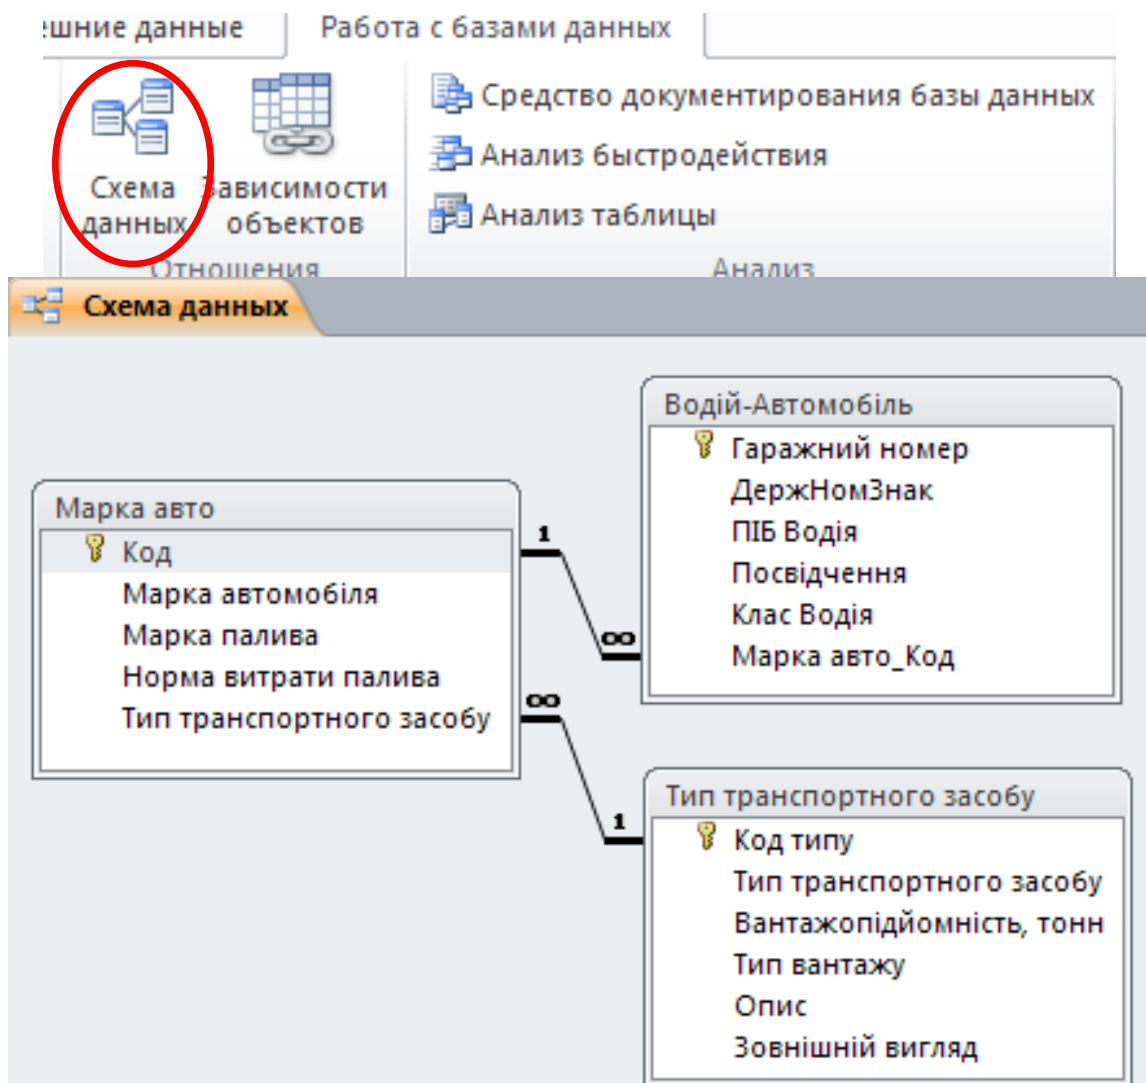 шние данные
Работа с базами данных
Схема
данных
Зависимости
объектов
Отношения
Средство документирования базы данных
Анализ быстродействия
Анализ таблицы
Анализ
Схема данных
Марка авто
Код
Марка автомобіля
Марка палива
Норма витрати палива
Тип транспортного засобу
1
∞
∞
1
Водій-Автомобіль
Гаражний номер
ДержНомЗнак
ПІБ Водія
Посвідчення
Клас Водія
Марка авто_Код
Тип транспортного засобу
Код типу
Тип транспортного засобу
Вантажопідйомність, тонн
Тип вантажу
Опис
Зовнішній вигляд